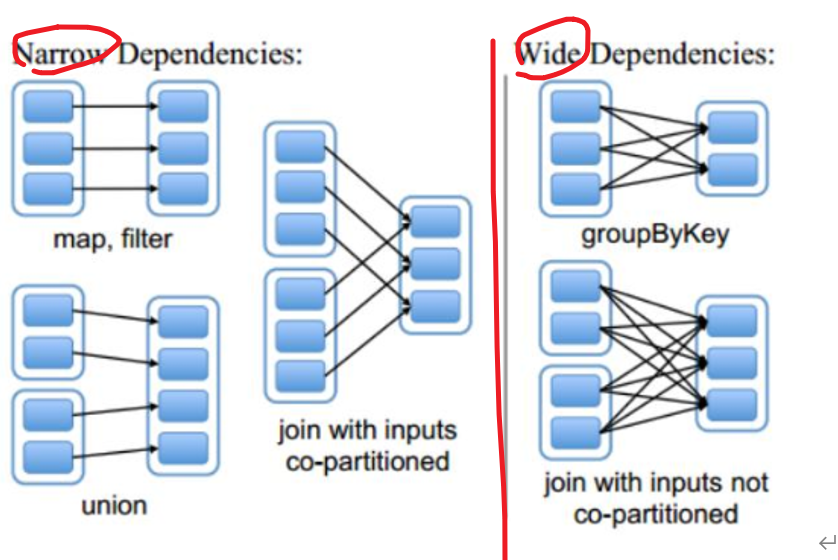 Narrow Dependencies:
map, filter
union
join with inputs
co-partitioned
Wide Dependencies:
groupByKey
join with inputs not
co-partitioned